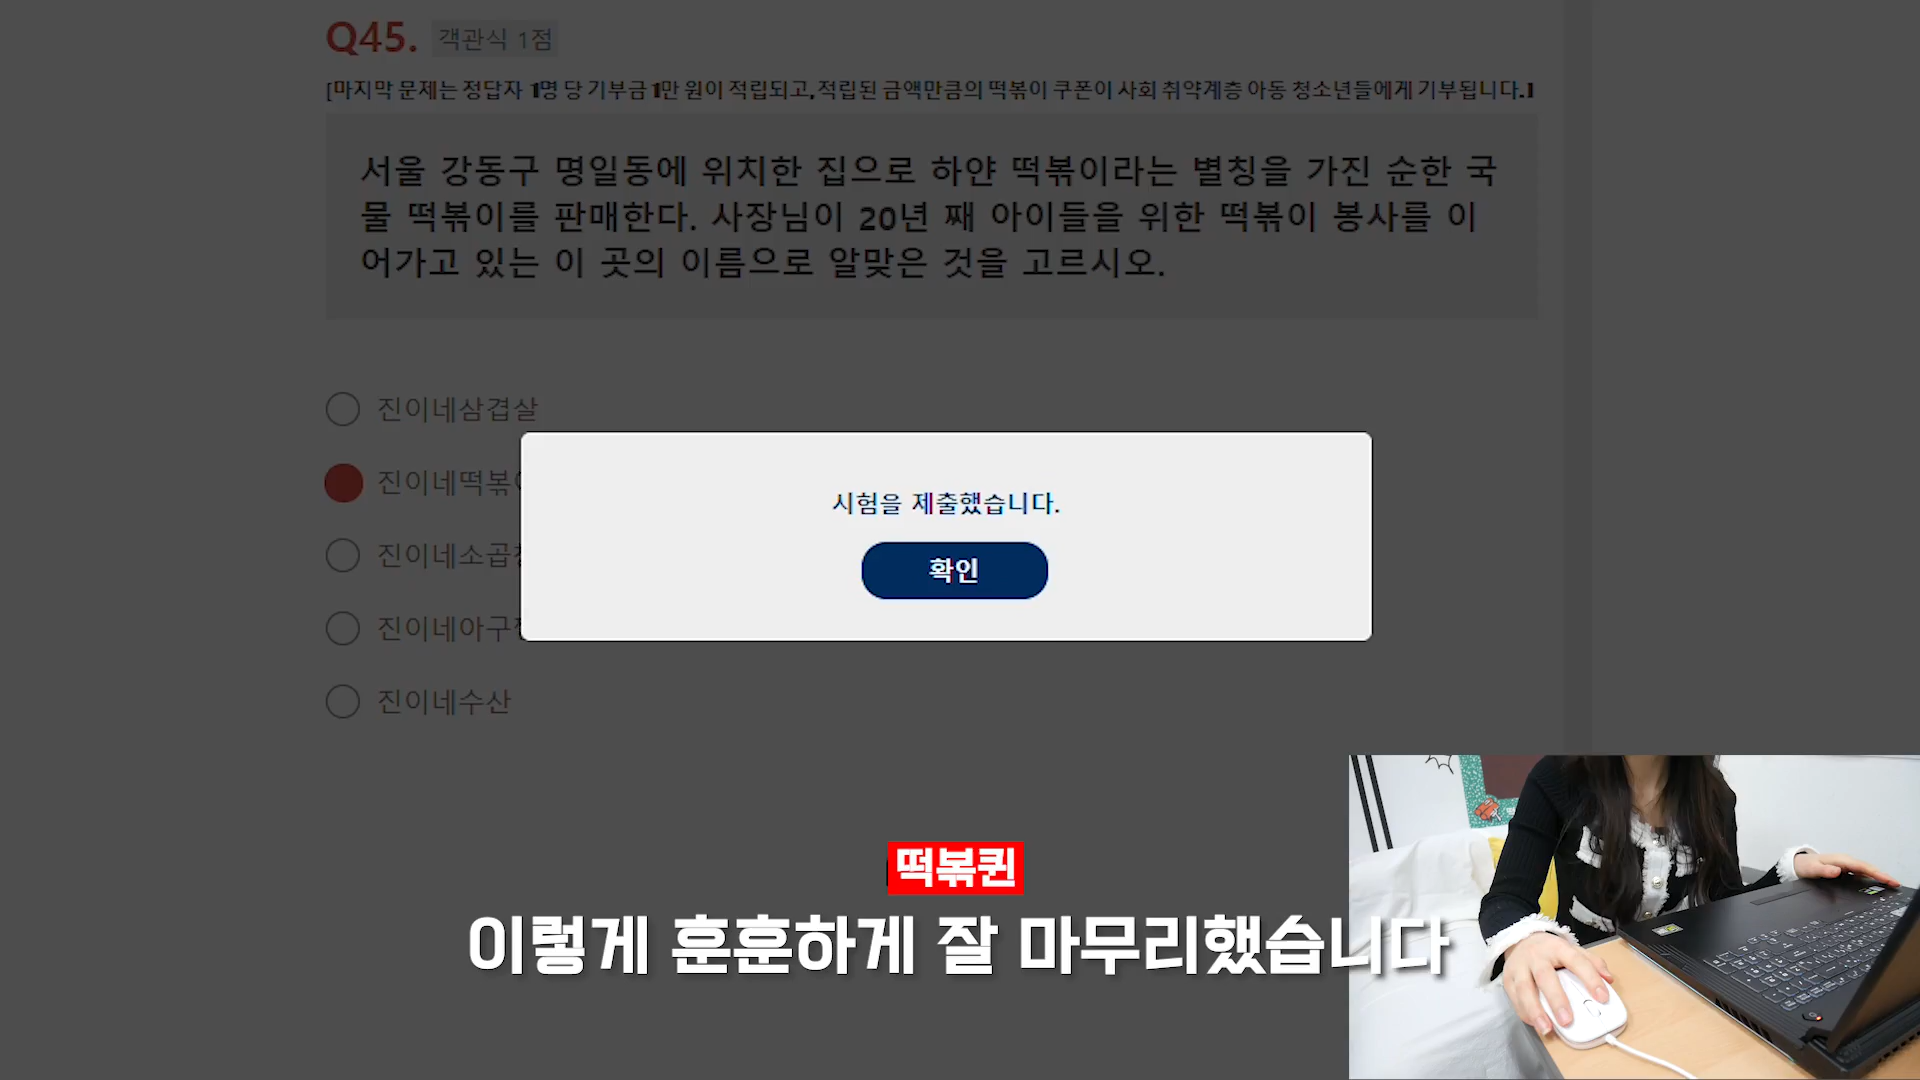 Q45. 객관식 1점
[마지막 문제는 정답자 1명 당 기부금 1만 원이 적립되고, 적립된 금액만큼의 떡볶이 쿠폰이 사회 취약계층 아동 청소년들에게 기부됩니다.]
서울 강동구 명일동에 위치한 집으로 하얀 떡볶이라는 별칭을 가진 순한 국
물 떡볶이를 판매한다. 사장님이 20년 째 아이들을 위한 떡볶이 봉사를 이
어가고 있는 이 곳의 이름으로 알맞은 것을 고르시오.
진이네삼겹살
진이네떡볶
진이네소곱
진이네아구
진이네수산
시험을 제출했습니다.
확인
떡볶퀸
이렇게 훈훈하게 잘 마무리했습니다